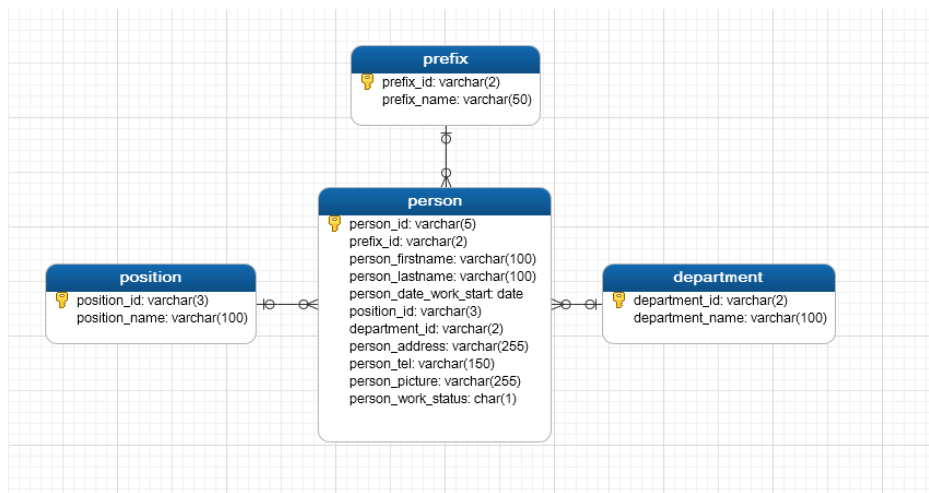 prefix
prefix_id: varchar(2)
prefix_name: varchar(50)
person
person_id: varchar(5)
prefix_id: varchar(2)
person_firstname: varchar(100)
person_lastname: varchar(100)
person_date_work_start: date
position_id: varchar(3)
department_id: varchar(2)
person_address: varchar(255)
person_tel: varchar(150)
person_picture: varchar(255)
person_work_status: char(1)
position
position_id: varchar(3)
position_name: varchar(100)
department
department_id: varchar(2)
department_name: varchar(100)